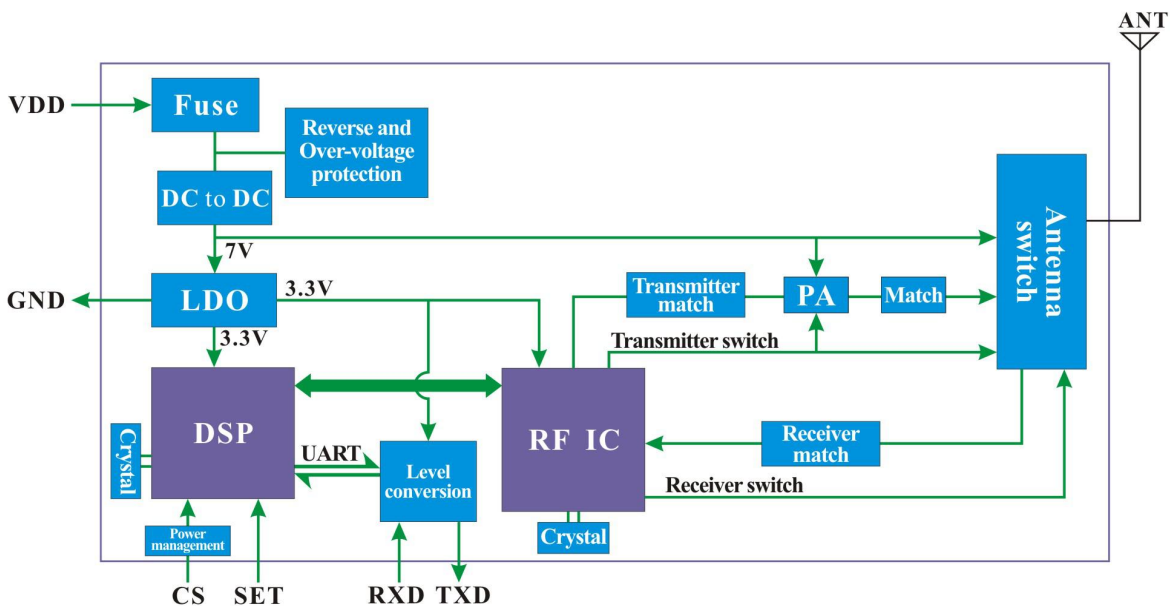 ANT
VDD
Fuse
Reverse and
Over-voltage
protection
DC to DC
7V
Antenna
switch
GND
LDO
3.3V
Transmitter
match
PA
Match
3.3V
Transmitter switch
DSP
RF IC
Crystal
UART
Level
conversion
Receiver
match
Receiver switch
Power
management
Crystal
CS
SET
RXD
TXD